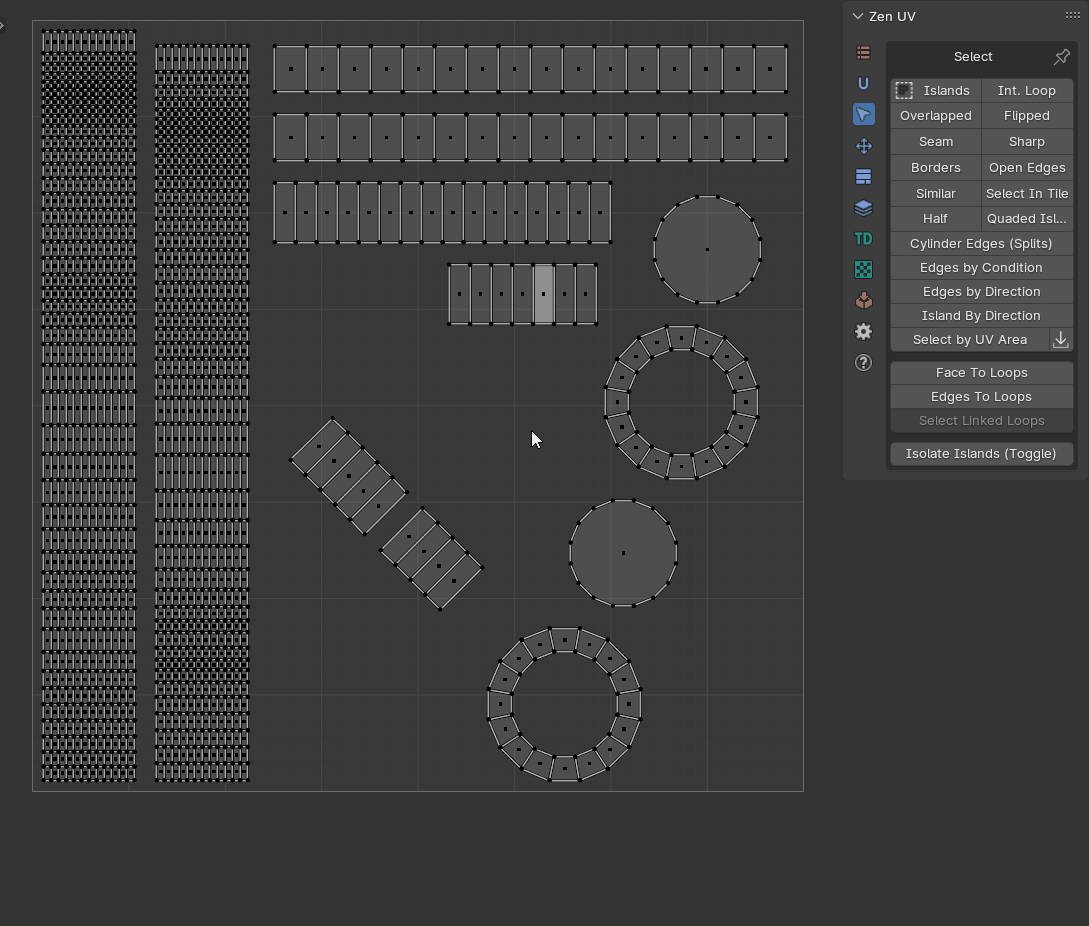 Zen UV
Select
Islands
Int. Loop
Overlapped
Flipped
Seam
Sharp
Borders
Open Edges
Similar
Select In Tile
Half
Quaded Isl...
Cylinder Edges (Splits)
Edges by Condition
Edges by Direction
Island By Direction
Select by UV Area
TD
Face To Loops
Edges To Loops
Select Linked Loops
Isolate Islands (Toggle)